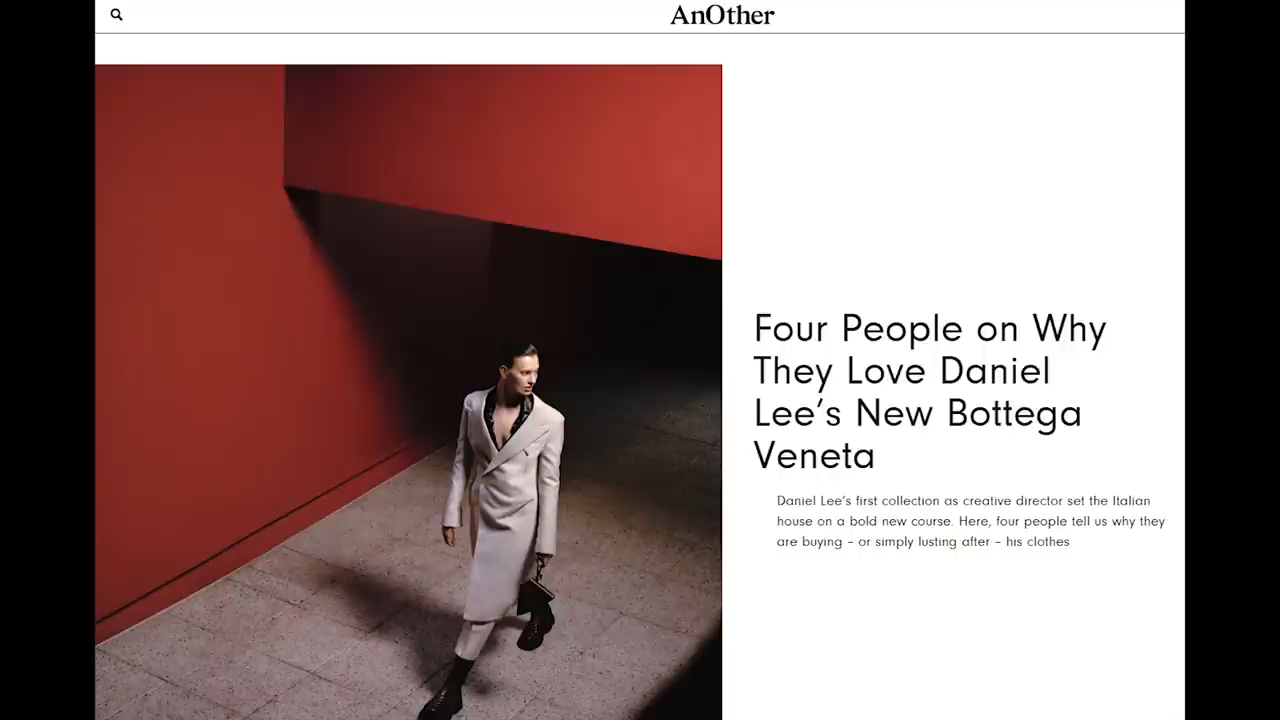 AnOther
Four People on Why
They Love Daniel
Lee’s New Bottega
Veneta
Daniel Lee’s first collection as creative director set the Italian
house on a bold new course. Here, four people tell us why they
are buying – or simply lusting after – his clothes